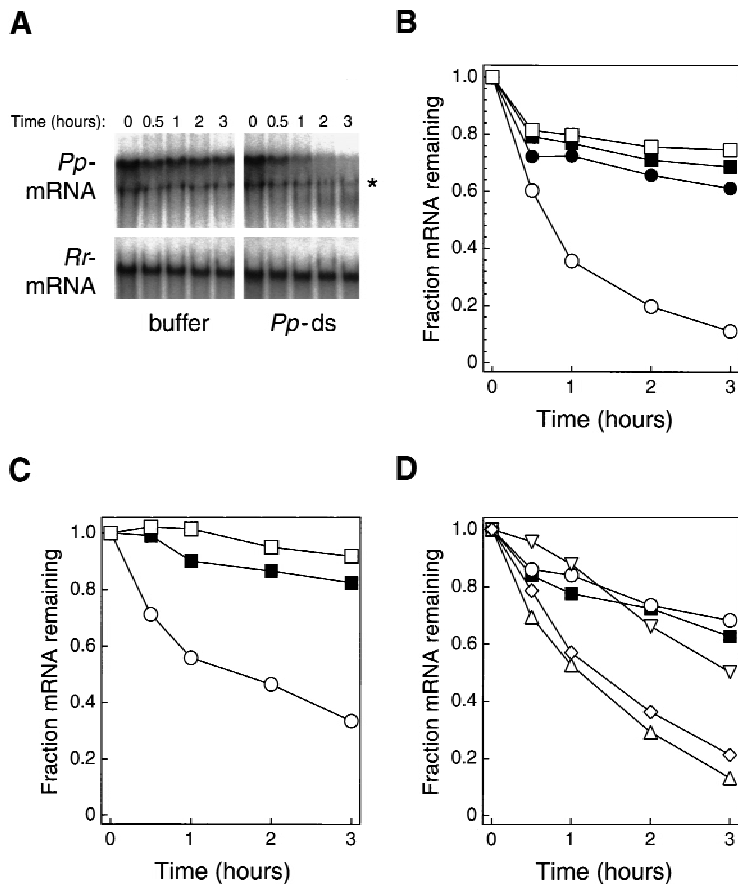 A
Time (hours): 0 0.5 1 2 3 0 0.5 1 2 3
Pp-
mRNA
*
Rr-
mRNA
buffer Pp-ds
B
Fraction mRNA remaining
1.0
0.8
0.6
0.4
0.2
0
0 1 2 3
Time (hours)
C
Fraction mRNA remaining
1.0
0.8
0.6
0.4
0.2
0
0 1 2 3
Time (hours)
D
Fraction mRNA remaining
1.0
0.8
0.6
0.4
0.2
0
0 1 2 3
Time (hours)